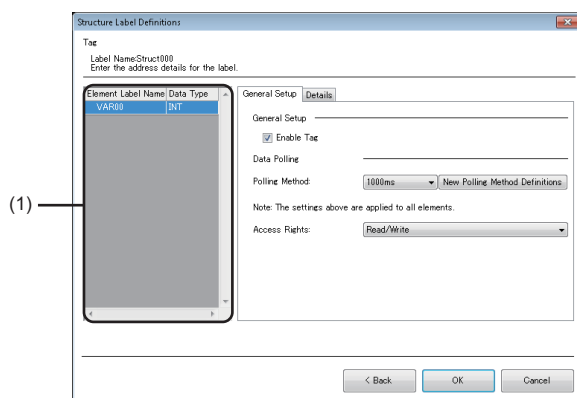 Structure Label Definitions
Tag
Label Name:Struct000
Enter the address details for the label.
Element Label Name Data Type
VAR00 INT
General Setup Details
General Setup
Enable Tag
Data Polling
Polling Method: 1000ms New Polling Method Definitions
Note: The settings above are applied to all elements.
Access Rights: Read/Write
(1)
< Back OK Cancel